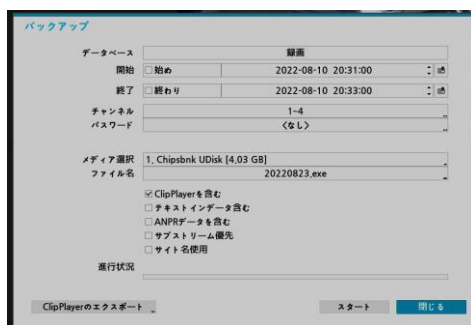 バックアップ
データベース 録画
開始 始め 2022-08-10 20:31:00
終了 終わり 2022-08-10 20:33:00
チャンネル 1~4
パスワード 〈なし〉
メディア選択 1. Chipsbnk UDisk [4.03 GB]
ファイル名 20220823.exe
ClipPlayerを含む
テキストインデータ含む
ANPRデータを含む
サブストリーム優先
サイト名使用
進行状況
ClipPlayerのエクスポート スタート 閉じる